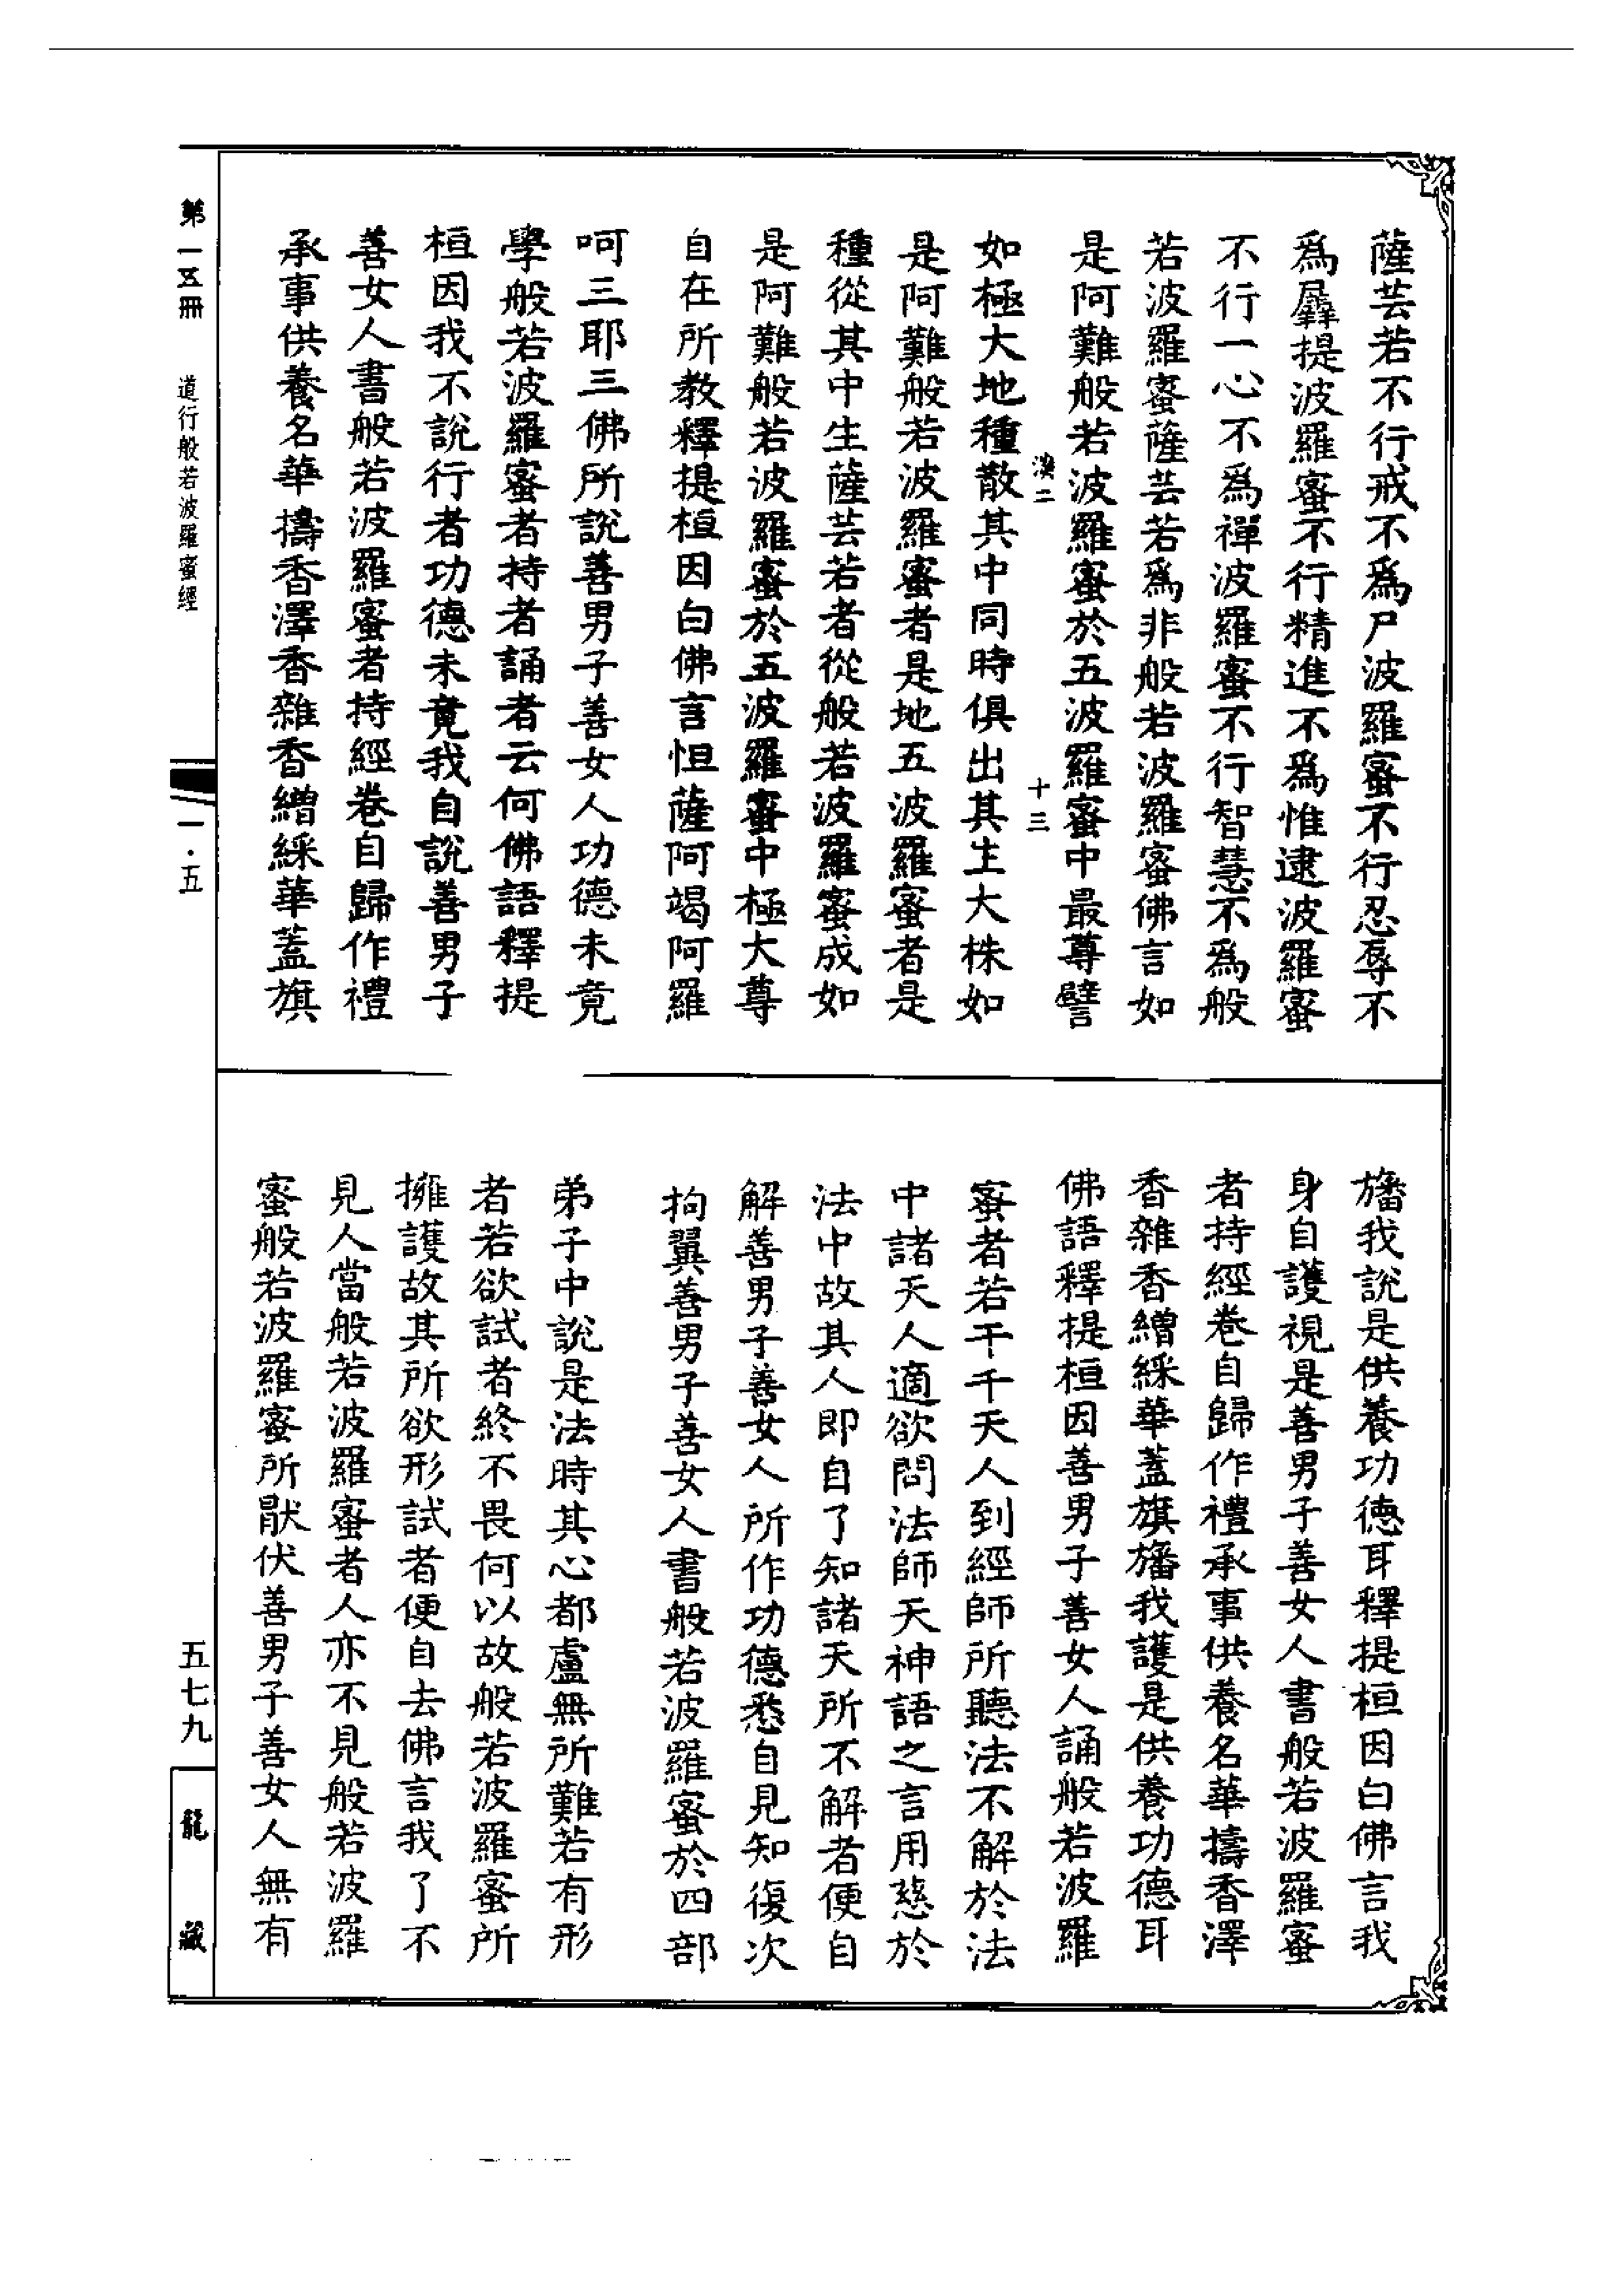 薩芸若不行戒不爲尸波羅蜜不行忍辱不
爲羼提波羅蜜不行精進不爲惟逮波羅蜜
不行一心不爲禪波羅蜜不行智慧不爲般
若波羅蜜薩芸若爲非般若波羅蜜佛言如
是阿難般若波羅蜜於五波羅蜜中最尊譬
二 十三
如極大地種散其中同時俱出其生大株如
是阿難般若波羅蜜者是地五波羅蜜者是
種從其中生薩芸若者從般若波羅蜜成如
是阿難般若波羅蜜於五波羅蜜中極大尊
自在所教釋提桓因白佛言怛薩阿竭阿羅
呵三耶三佛所說善男子善女人功德未竟
學般若波羅蜜者持者誦者云何佛語釋提
桓因我不說行者功德未竟我自說善男子
善女人書般若波羅蜜者持經卷自歸作禮
承事供養名華擣香澤香雜香繒綵華蓋旗
旛我說是供養功德耳釋提桓因白佛言我
身自護視是善男子善女人書般若波羅蜜
者持經卷自歸作禮承事供養名華擣香澤
香雜香繒綵華蓋旗旛我護是供養功德耳
佛語釋提桓因善男子善女人誦般若波羅
蜜者若干千天人到經師所聽法不解於法
中諸天人適欲問法師天神語之言用慈於
法中故其人即自了知諸天所不解者便自
解善男子善女人所作功德悉自見知復次
拘翼善男子善女人書般若波羅蜜於四部
弟子中說是法時其心都盧無所難若有形
者若欲試者終不畏何以故般若波羅蜜所
擁護故其所欲形試者便自去佛言我了不
見人當般若波羅蜜者人亦不見般若波羅
蜜般若波羅蜜所厭伏善男子善女人無有
第一五冊 道行般若波羅蜜經
一·五
五七九
龍藏